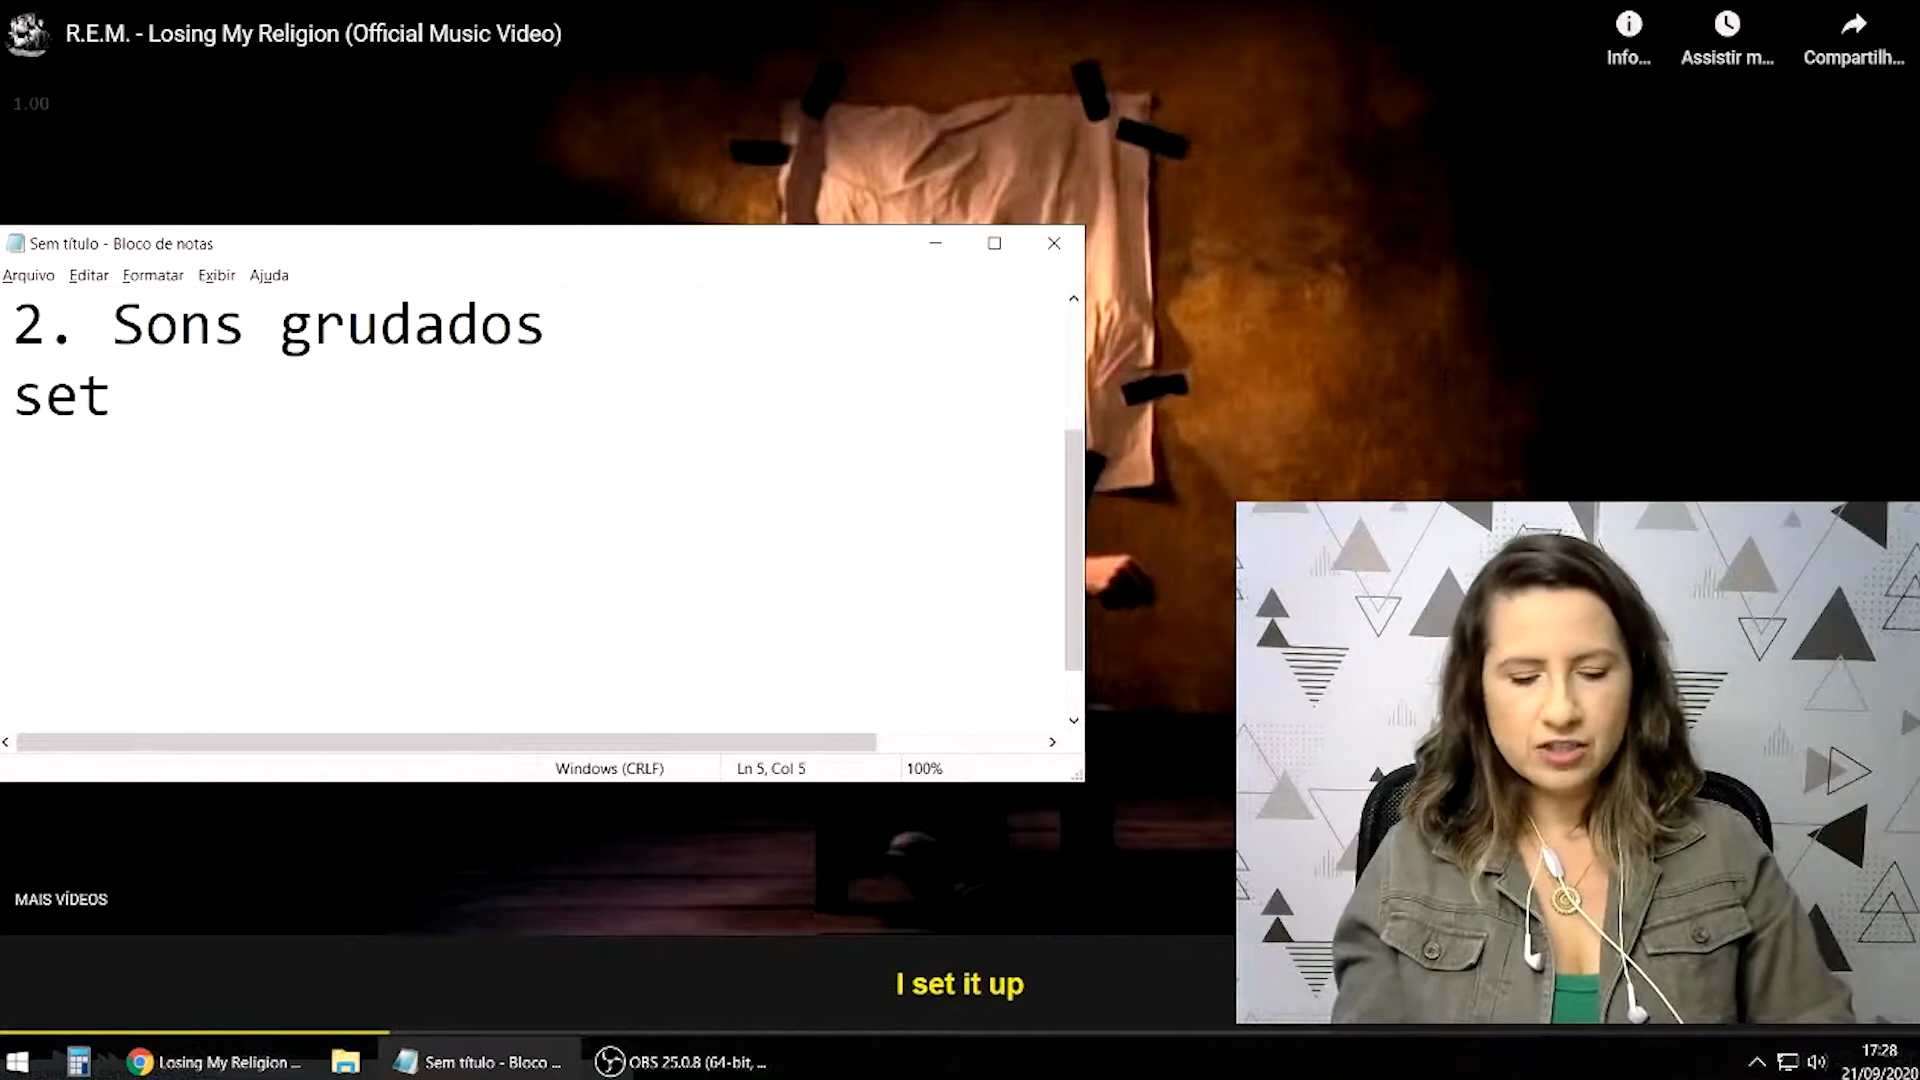 R.E.M. - Losing My Religion (Official Music Video)
Info...
Assistir m...
Compartilh...
1.00
Sem título - Bloco de notas
Arquivo Editar Formatar Exibir Ajuda
2. Sons grudados
set
Windows (CRLF) Ln 5, Col 5 100%
MAIS VÍDEOS
I set it up
Losing My Religion ...
Sem título - Bloco ...
OBS 25.0.8 (64-bit, ...
17:28
21/09/2020